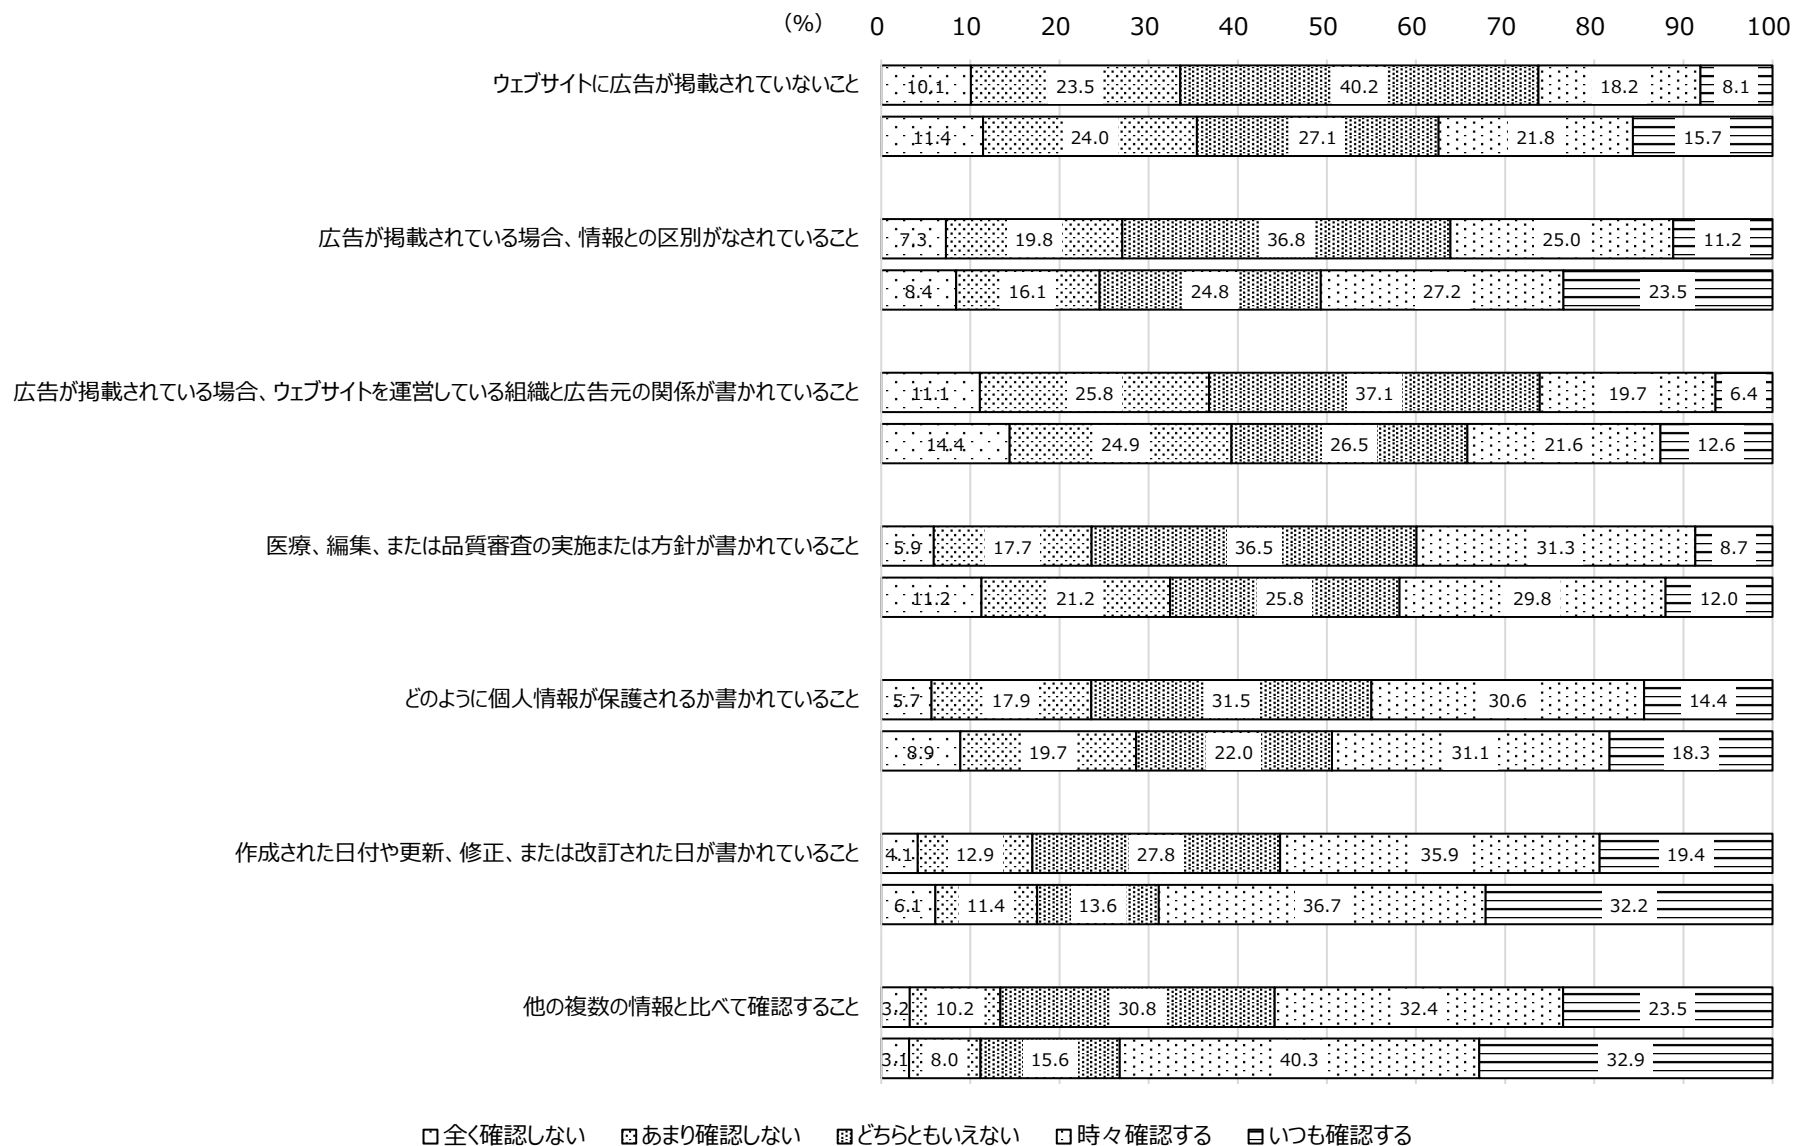 (%) 0 10 20 30 40 50 60 70 80 90 100
ウェブサイトに広告が掲載されていないこと 10.1 23.5 40.2 18.2 8.1
11.4 24.0 27.1 21.8 15.7
広告が掲載されている場合、情報との区別がなされていること 7.3 19.8 36.8 25.0 11.2
8.4 16.1 24.8 27.2 23.5
広告が掲載されている場合、ウェブサイトを運営している組織と広告元の関係が書かれていること 11.1 25.8 37.1 19.7 6.4
14.4 24.9 26.5 21.6 12.6
医療、編集、または品質審査の実施または方針が書かれていること 5.9 17.7 36.5 31.3 8.7
11.2 21.2 25.8 29.8 12.0
どのように個人情報が保護されるか書かれていること 5.7 17.9 31.5 30.6 14.4
8.9 19.7 22.0 31.1 18.3
作成された日付や更新、修正、または改訂された日が書かれていること 4.1 12.9 27.8 35.9 19.4
6.1 11.4 13.6 36.7 32.2
他の複数の情報と比べて確認すること 3.2 10.2 30.8 32.4 23.5
3.1 8.0 15.6 40.3 32.9
全く確認しない あまり確認しない どちらともいえない 時々確認する いつも確認する